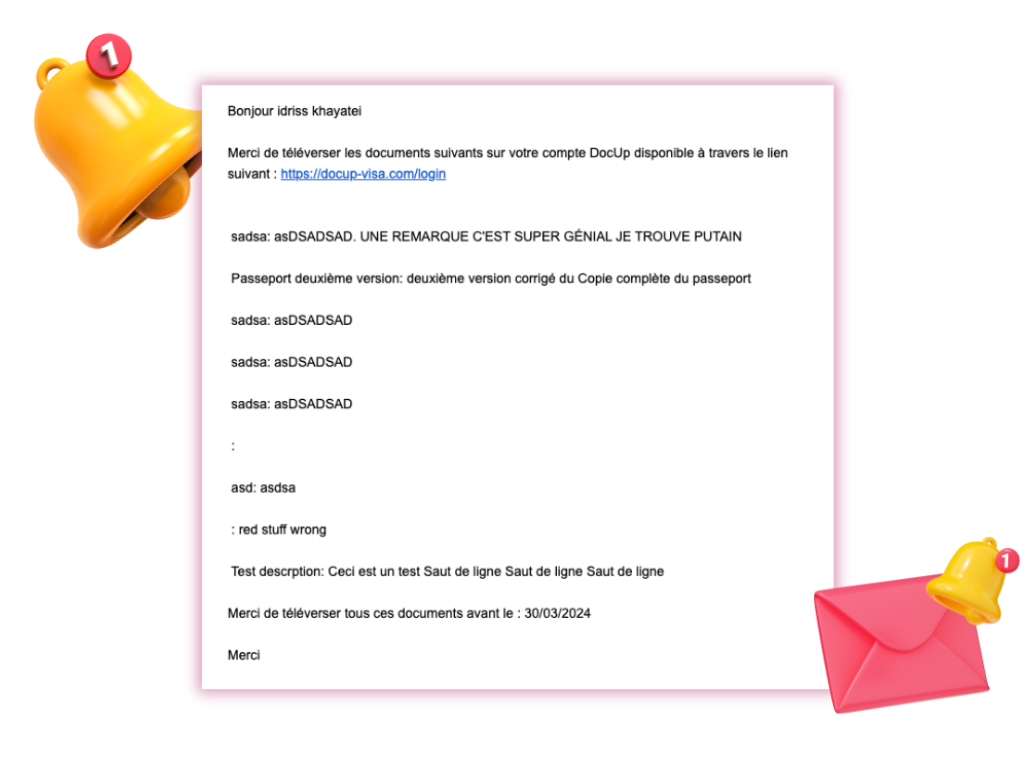 1
Bonjour idriss khayatei
Merci de téléverser les documents suivants sur votre compte DocUp disponible à travers le lien
suivant : https://docup-visa.com/login
sadsa: asDSADSAD. UNE REMARQUE C'EST SUPER GÉNIAL JE TROUVE PUTAIN
Passeport deuxième version: deuxième version corrigé du Copie complète du passeport
sadsa: asDSADSAD
sadsa: asDSADSAD
sadsa: asDSADSAD
:
asd: asdsa
: red stuff wrong
Test descrption: Ceci est un test Saut de ligne Saut de ligne Saut de ligne
Merci de téléverser tous ces documents avant le : 30/03/2024
Merci
1